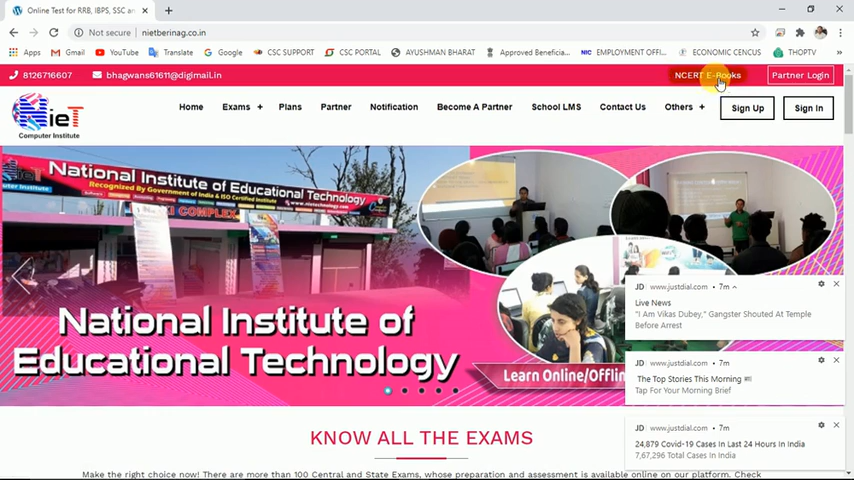 Online Test for RRB, IBPS, SSC an
Not secure | nietberinag.co.in
Apps Gmail YouTube Translate Google CSC SUPPORT CSC PORTAL AYUSHMAN BHARAT Approved Beneficia... EMPLOYMENT OFFI... ECONOMIC CENCUS THOPTV
8126716607 bhagwans61611@digimail.in NCERT E-Books Partner Login
NieT
Computer Institute
Home Exams + Plans Partner Notification Become A Partner School LMS Contact Us Others + Sign Up Sign In
National Institute of Educational Technology
Recognized By Government of India & ISO Certified Institute
COMPLEX
National Institute of
Educational Technology
Learn Online/Offlin
JD www.justdial.com • 7m
Live News
"I Am Vikas Dubey," Gangster Shouted At Temple
Before Arrest
JD www.justdial.com • 7m
The Top Stories This Morning
Tap For Your Morning Brief
JD www.justdial.com • 7m
24,879 Covid-19 Cases In Last 24 Hours In India
7,67,296 Total Cases In India
KNOW ALL THE EXAMS
Make the right choice now! There are more than 100 Central and State Exams, whose preparation and assessment is available online on our platform. Check